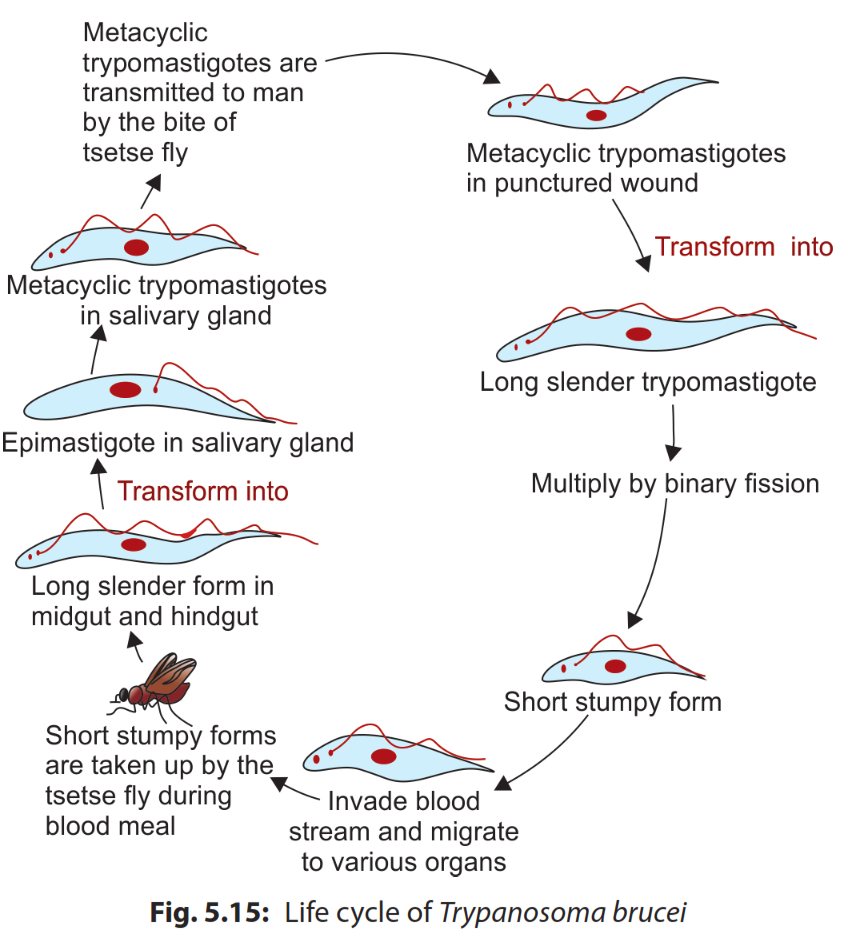 Metacyclic
trypomastigotes are
transmitted to man
by the bite of
tsetse fly
Metacyclic trypomastigotes
in punctured wound
Transform into
Long slender trypomastigote
Multiply by binary fission
Short stumpy form
Invade blood
stream and migrate
to various organs
Short stumpy forms
are taken up by the
tsetse fly during
blood meal
Long slender form in
midgut and hindgut
Transform into
Epimastigote in salivary gland
Metacyclic trypomastigotes
in salivary gland
Fig. 5.15: Life cycle of Trypanosoma brucei